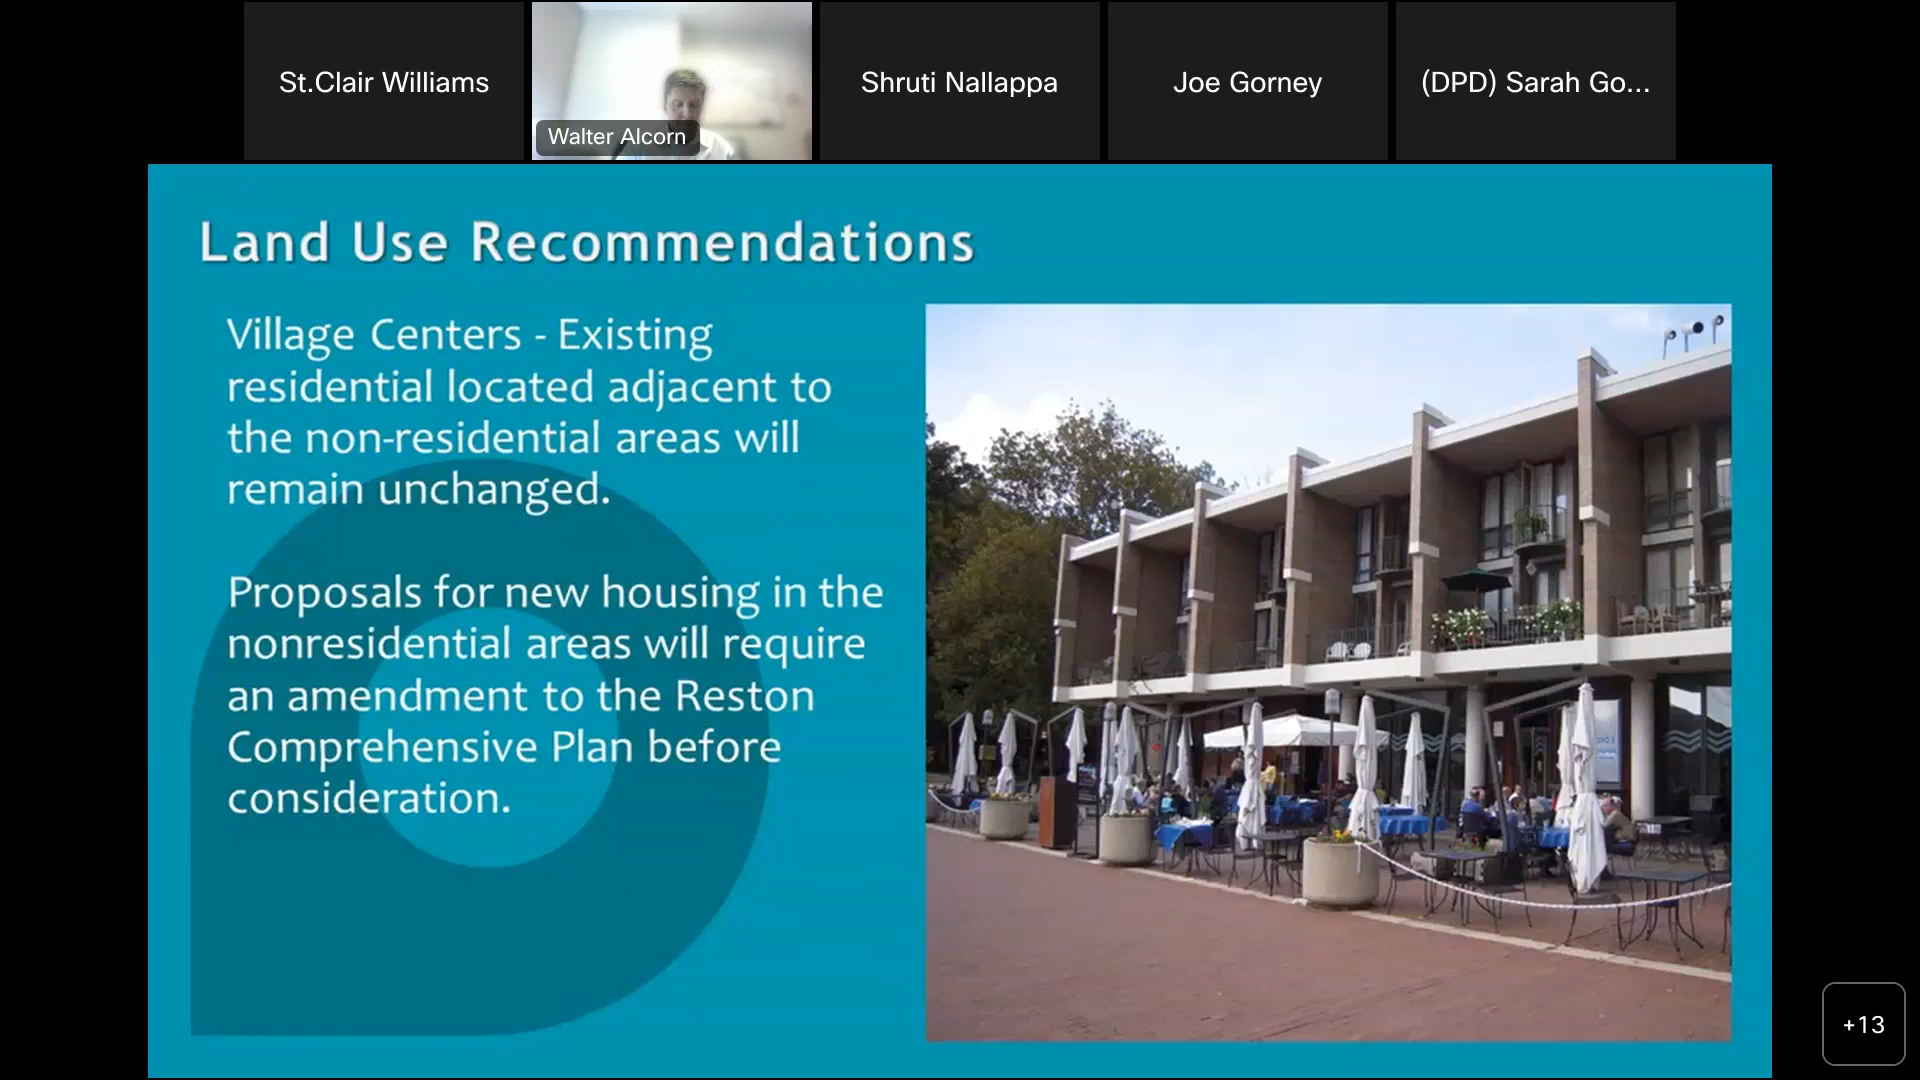 St.Clair Williams
Walter Alcorn
Shruti Nallappa
Joe Gorney
(DPD) Sarah Go...
Land Use Recommendations
Village Centers - Existing
residential located adjacent to
the non-residential areas will
remain unchanged.
Proposals for new housing in the
nonresidential areas will require
an amendment to the Reston
Comprehensive Plan before
consideration.
+13